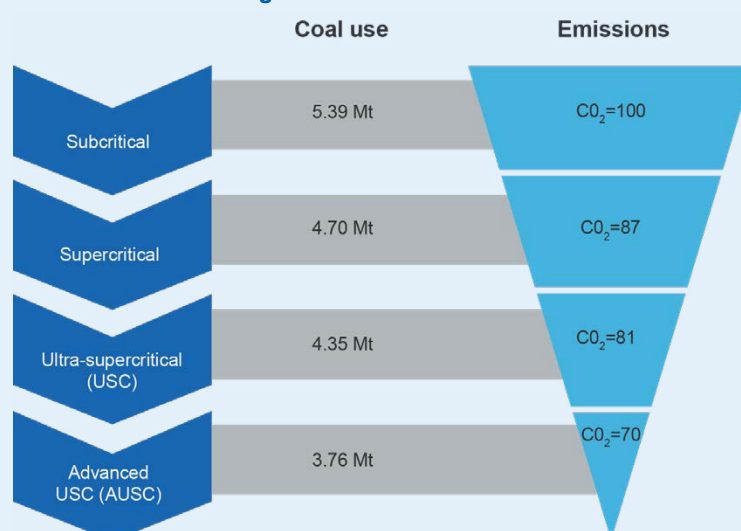 g
Coal use Emissions
Subcritical 5.39 Mt C0₂=100
Supercritical 4.70 Mt C0₂=87
Ultra-supercritical
(USC)
4.35 Mt C0₂=81
Advanced
USC (AUSC)
3.76 Mt C0₂=70